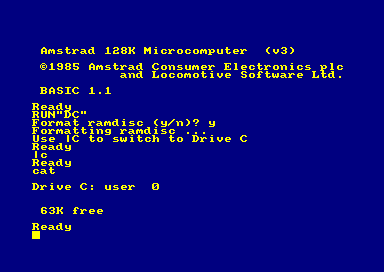 Amstrad 128K Microcomputer (v3)
©1985 Amstrad Consumer Electronics plc
and Locomotive Software Ltd.
BASIC 1.1
Ready
RUN"DC"
Format ramdisc (y/n)? y
Formatting ramdisc ...
Use |C to switch to Drive C
Ready
|c
Ready
cat
Drive C: user 0
63K free
Ready